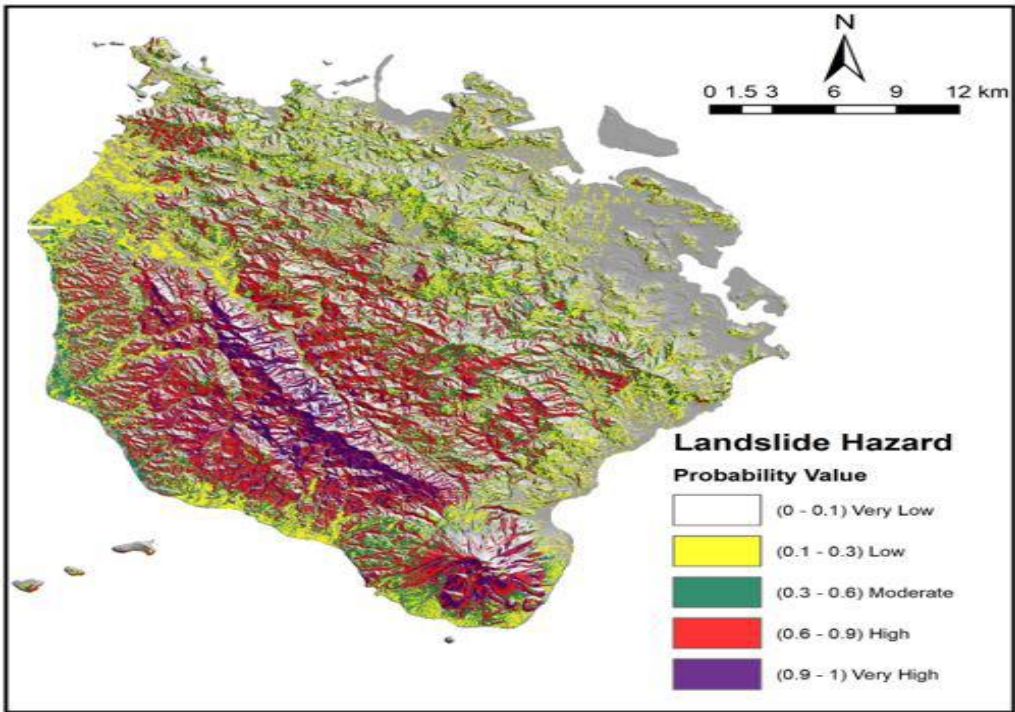 N
0 1.5 3 6 9 12 km
Landslide Hazard
Probability Value
(0 - 0.1) Very Low
(0.1 - 0.3) Low
(0.3 - 0.6) Moderate
(0.6 - 0.9) High
(0.9 - 1) Very High